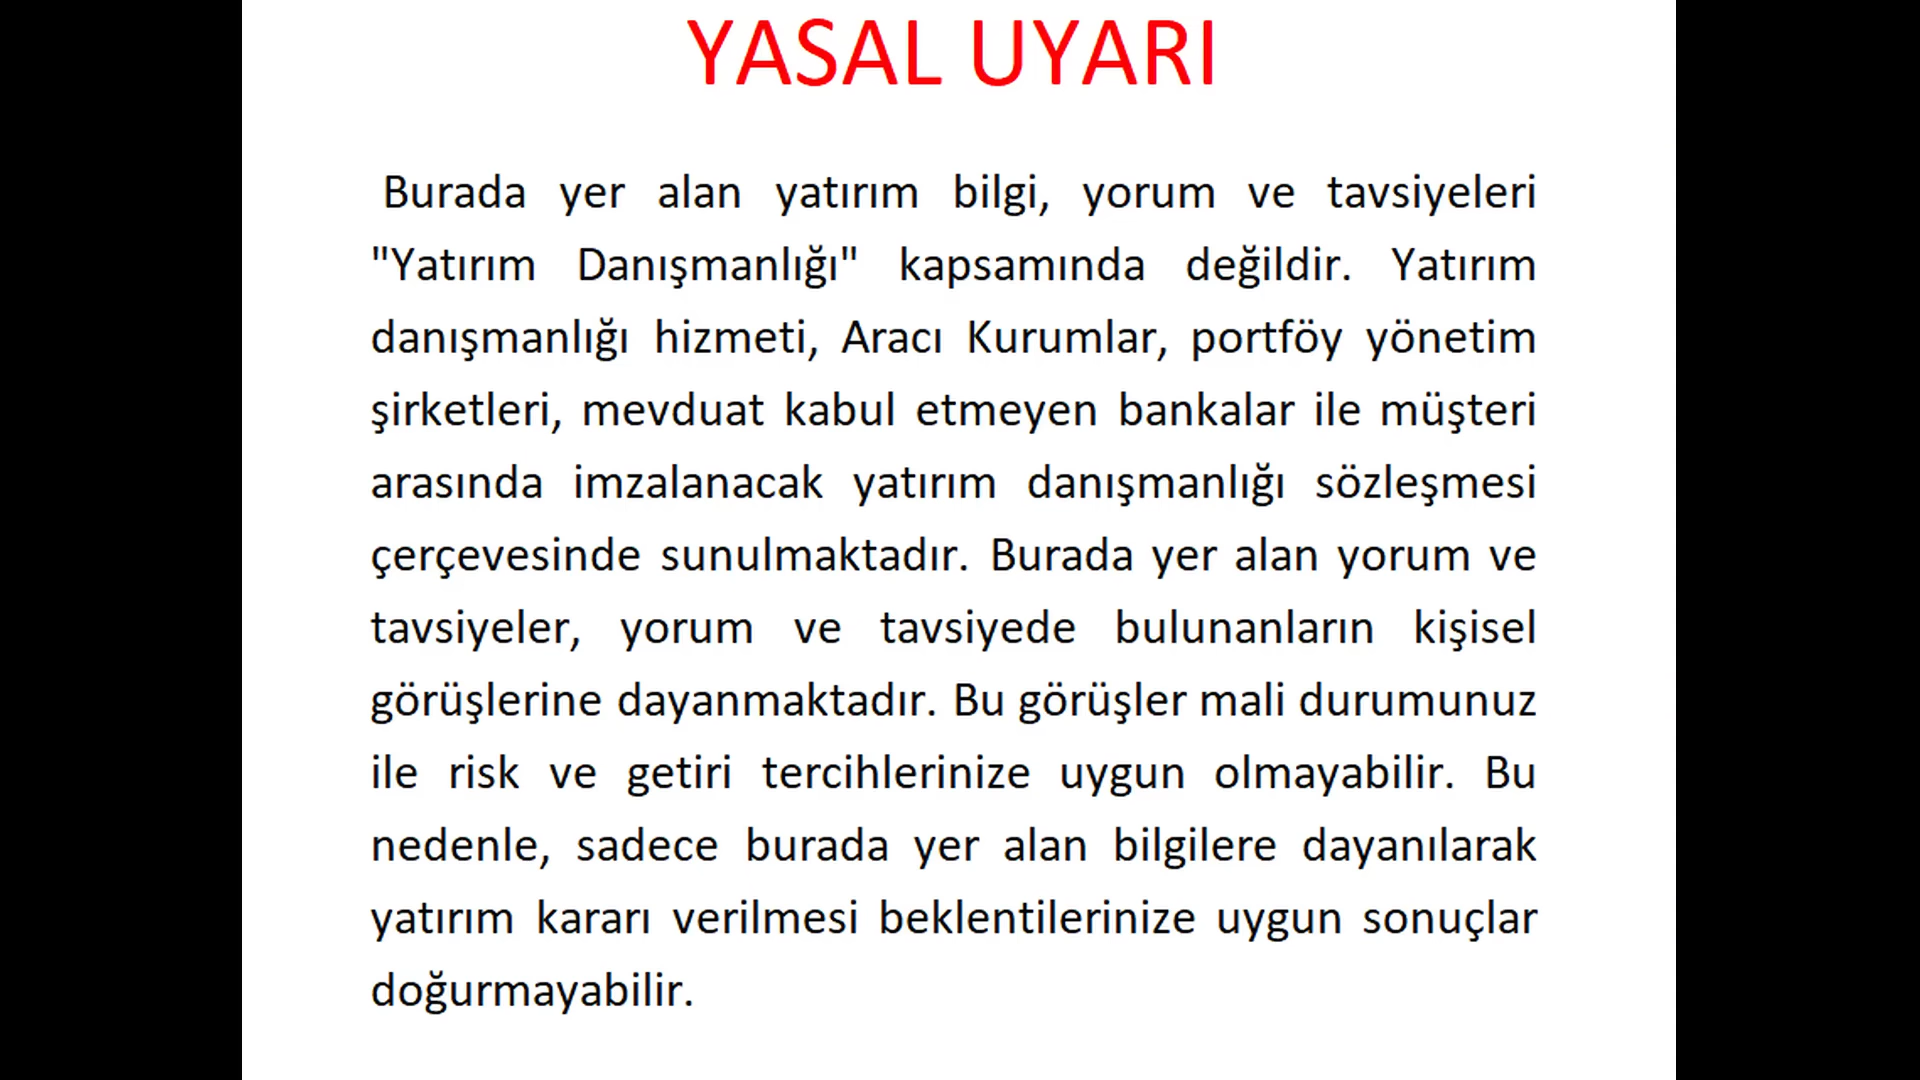 YASAL UYARI
Burada yer alan yatırım bilgi, yorum ve tavsiyeleri
"Yatırım Danışmanlığı" kapsamında değildir. Yatırım
danışmanlığı hizmeti, Aracı Kurumlar, portföy yönetim
şirketleri, mevduat kabul etmeyen bankalar ile müşteri
arasında imzalanacak yatırım danışmanlığı sözleşmesi
çerçevesinde sunulmaktadır. Burada yer alan yorum ve
tavsiyeler, yorum ve tavsiyede bulunanların kişisel
görüşlerine dayanmaktadır. Bu görüşler mali durumunuz
ile risk ve getiri tercihlerinize uygun olmayabilir. Bu
nedenle, sadece burada yer alan bilgilere dayanılarak
yatırım kararı verilmesi beklentilerinize uygun sonuçlar
doğurmayabilir.